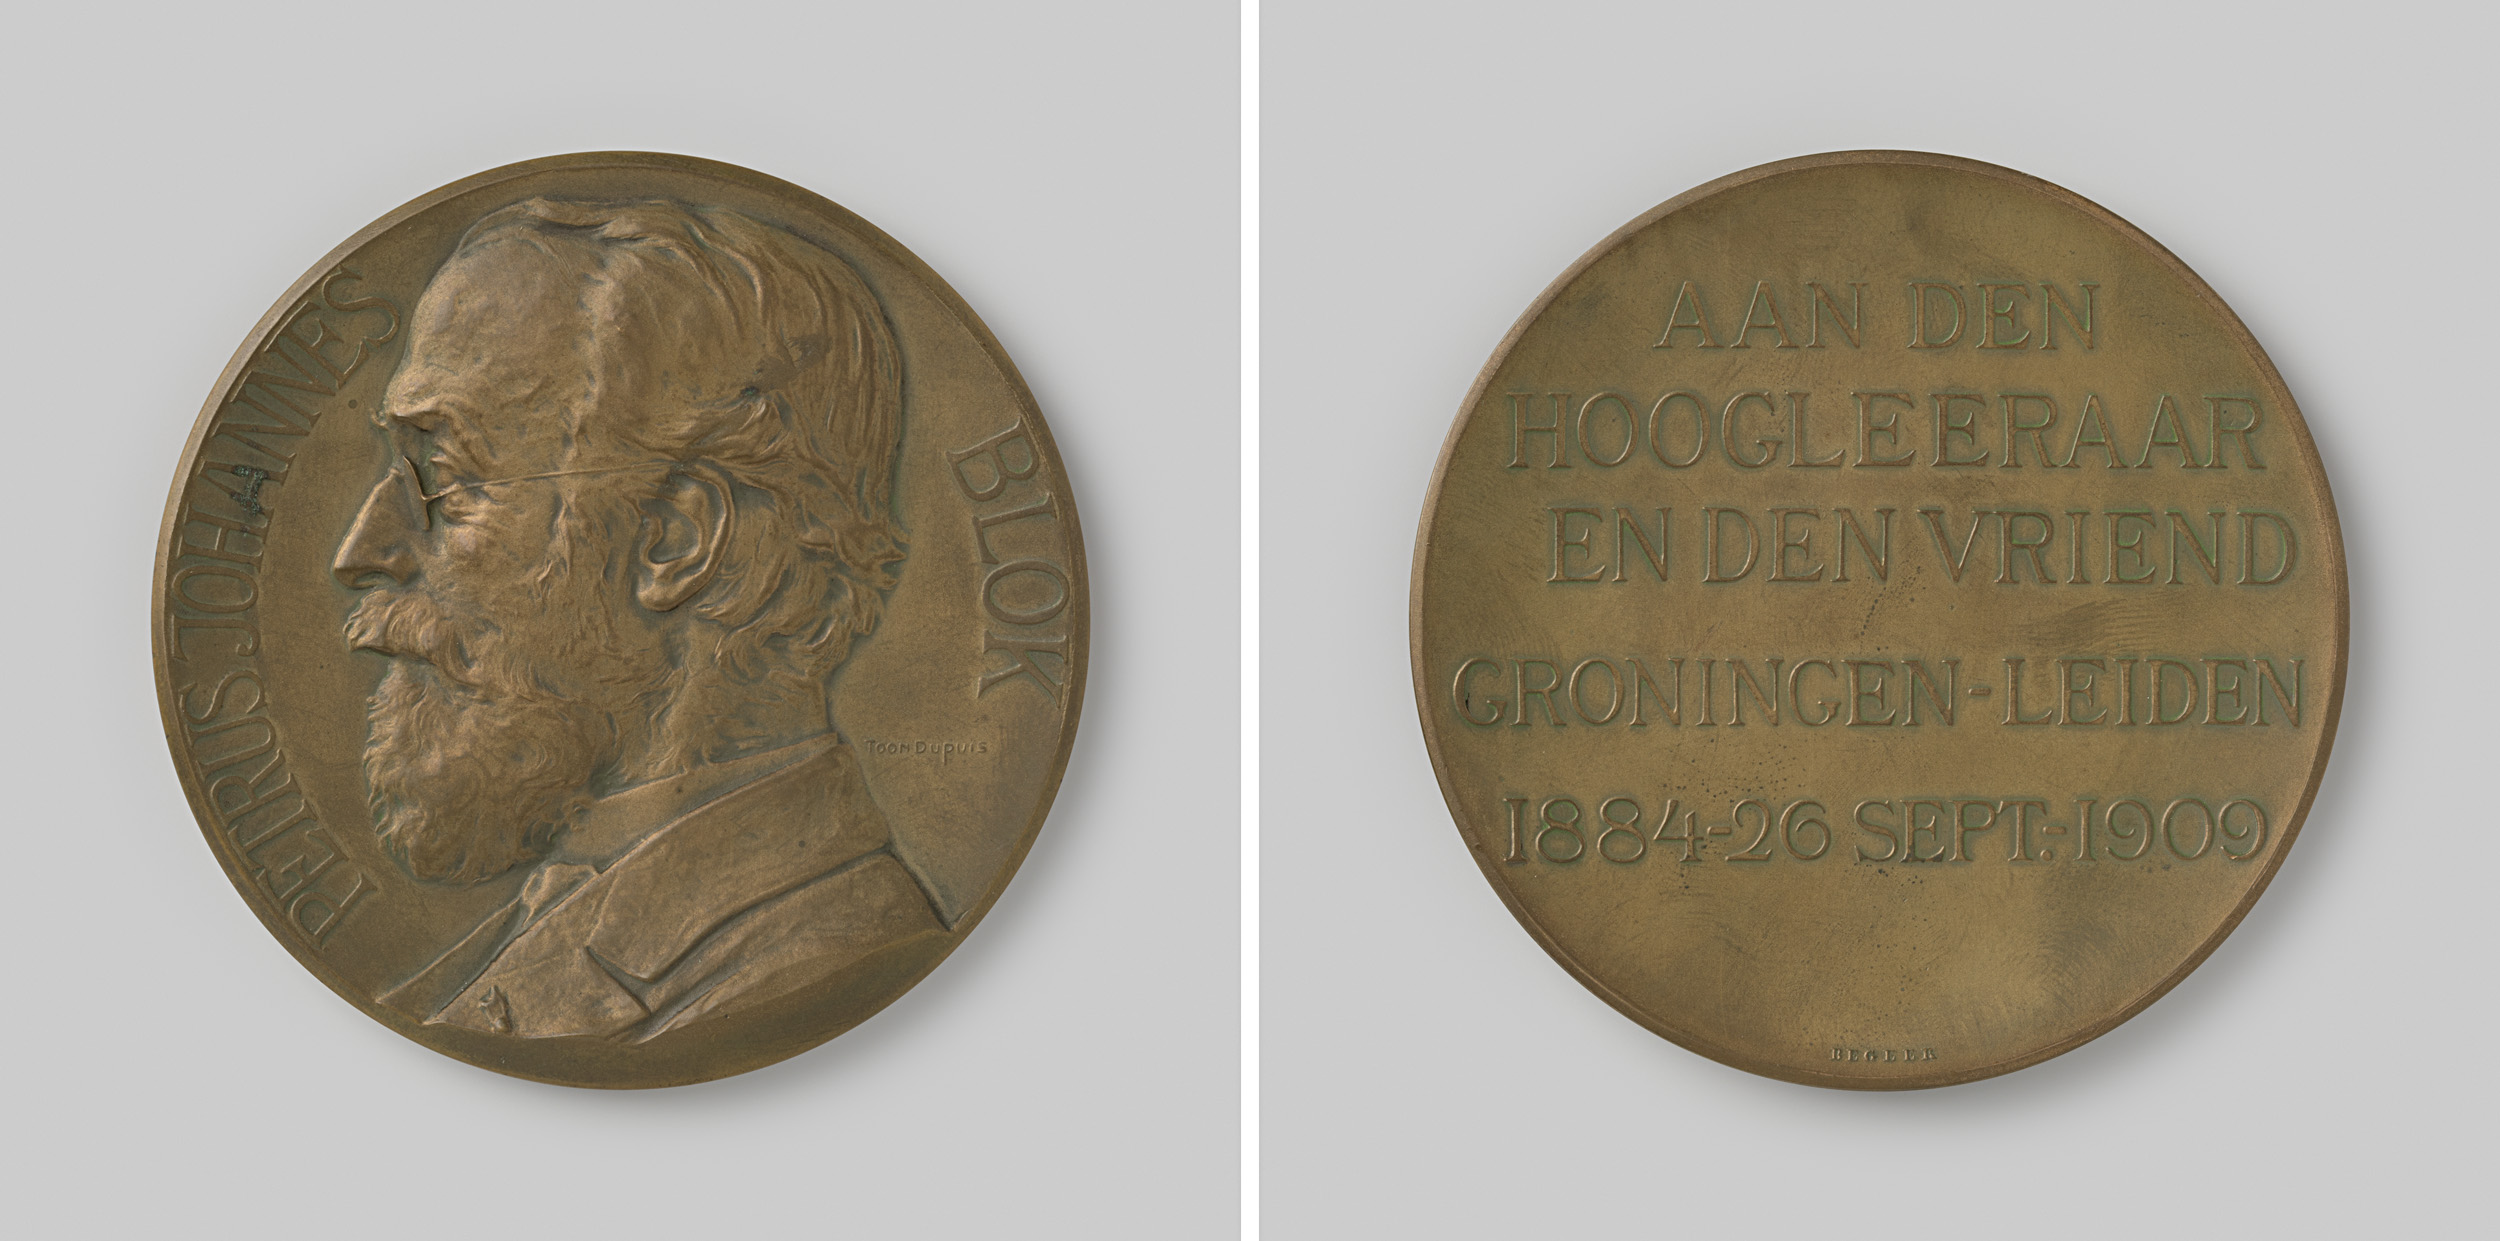 PETRUS JOHANNES
BLOK
Toon Dupuis
AAN DEN
HOOGLEERAAR
EN DEN VRIEND
GRONINGEN-LEIDEN
1884-26 SEPT.-1909
BEGEER